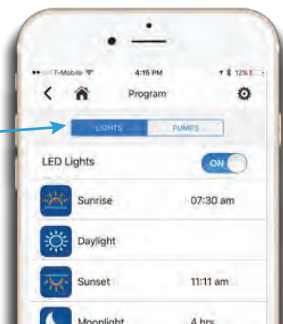 T-Mobile 4:15 PM 12%
Program
LIGHTS PUMPS
LED Lights ON
Sunrise 07:30 am
Daylight
Sunset 11:11 am
Moonlight 4 hrs